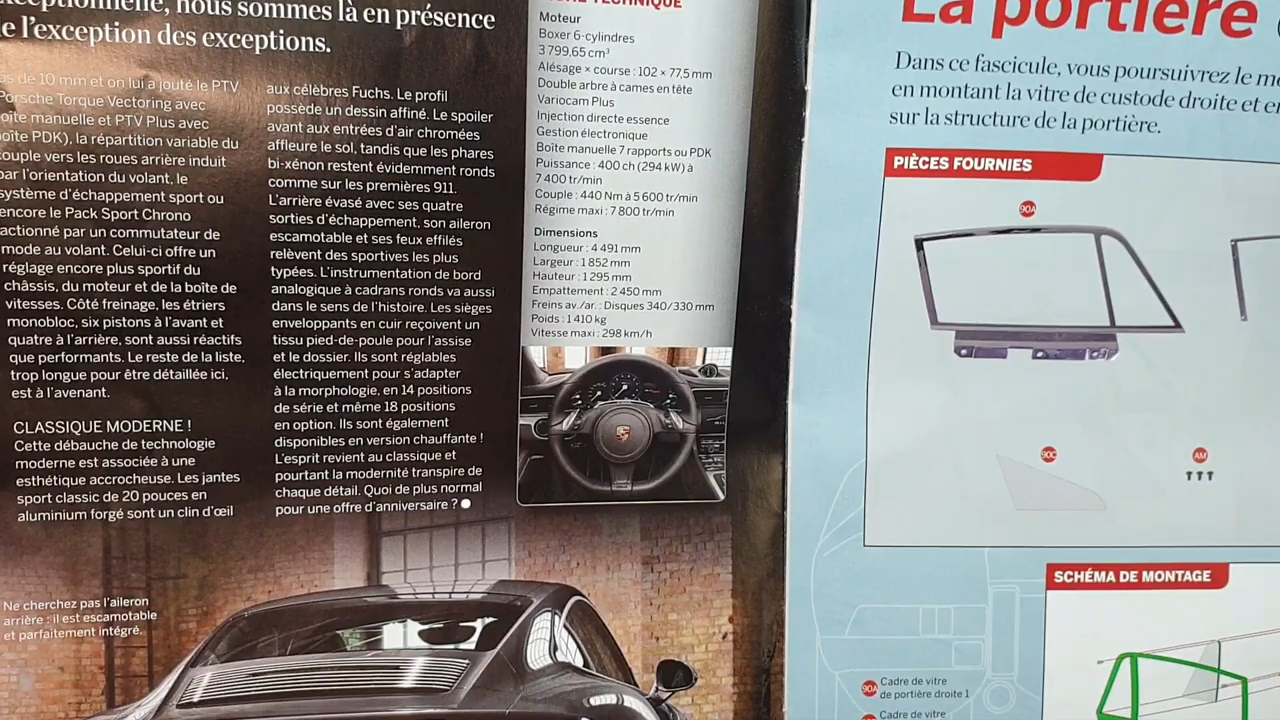 nous sommes là en présence
l'exception des exceptions.
de 10 mm et on lui a jouté le PTV
Porsche Torque Vectoring avec
boîte manuelle et PTV Plus avec
PDK), la répartition variable du
couple vers les roues arrière induit
par l'orientation du volant, le
système d'échappement sport ou
encore le Pack Sport Chrono
actionné par un commutateur de
mode au volant. Celui-ci offre un
réglage encore plus sportif du
châssis, du moteur et de la boîte de
vitesses. Côté freinage, les étriers
monobloc, six pistons à l'avant et
quatre à l'arrière, sont aussi réactifs
que performants. Le reste de la liste,
trop longue pour être détaillée ici,
est à l'avenant.
CLASSIQUE MODERNE !
Cette débauche de technologie
moderne est associée à une
esthétique accrocheuse. Les jantes
sport classic de 20 pouces en
aluminium forgé sont un clin d'œil
aux célèbres Fuchs. Le profil
possède un dessin affiné. Le spoiler
avant aux entrées d'air chromées
affleure le sol, tandis que les phares
bi-xénon restent évidemment ronds
comme sur les premières 911.
L'arrière évasé avec ses quatre
sorties d'échappement, son aileron
escamotable et ses feux effilés
relèvent des sportives les plus
typées. L'instrumentation de bord
analogique à cadrans ronds va aussi
dans le sens de l'histoire. Les sièges
enveloppants en cuir reçoivent un
tissu pied-de-poule pour l'assise
et le dossier. Ils sont réglables
électriquement pour s'adapter
à la morphologie, en 14 positions
de série et même 18 positions
en option. Ils sont également
disponibles en version chauffante !
L'esprit revient au classique et
pourtant la modernité transpire de
chaque détail. Quoi de plus normal
pour une offre d'anniversaire ?
Ne cherchez pas l'aileron
arrière : il est escamotable
et parfaitement intégré.
TECHNIQUE
Moteur
Boxer 6-cylindres
3 799,65 cm³
Alésage × course : 102 × 77,5 mm
Double arbre à cames en tête
Variocam Plus
Injection directe essence
Gestion électronique
Boîte manuelle 7 rapports ou PDK
Puissance : 400 ch (294 kW) à
7 400 tr/min
Couple : 440 Nm à 5 600 tr/min
Régime maxi : 7 800 tr/min
Dimensions
Longueur : 4 491 mm
Largeur : 1 852 mm
Hauteur : 1 295 mm
Empattement : 2 450 mm
Freins av./ar. : Disques 340/330 mm
Poids : 1 410 kg
Vitesse maxi : 298 km/h
La portière
Dans ce fascicule, vous poursuivrez le
en montant la vitre de custode droite et
sur la structure de la portière.
PIÈCES FOURNIES
90A
90C
AM
SCHÉMA DE MONTAGE
90A Cadre de vitre
de portière droite 1
Cadre de vitre